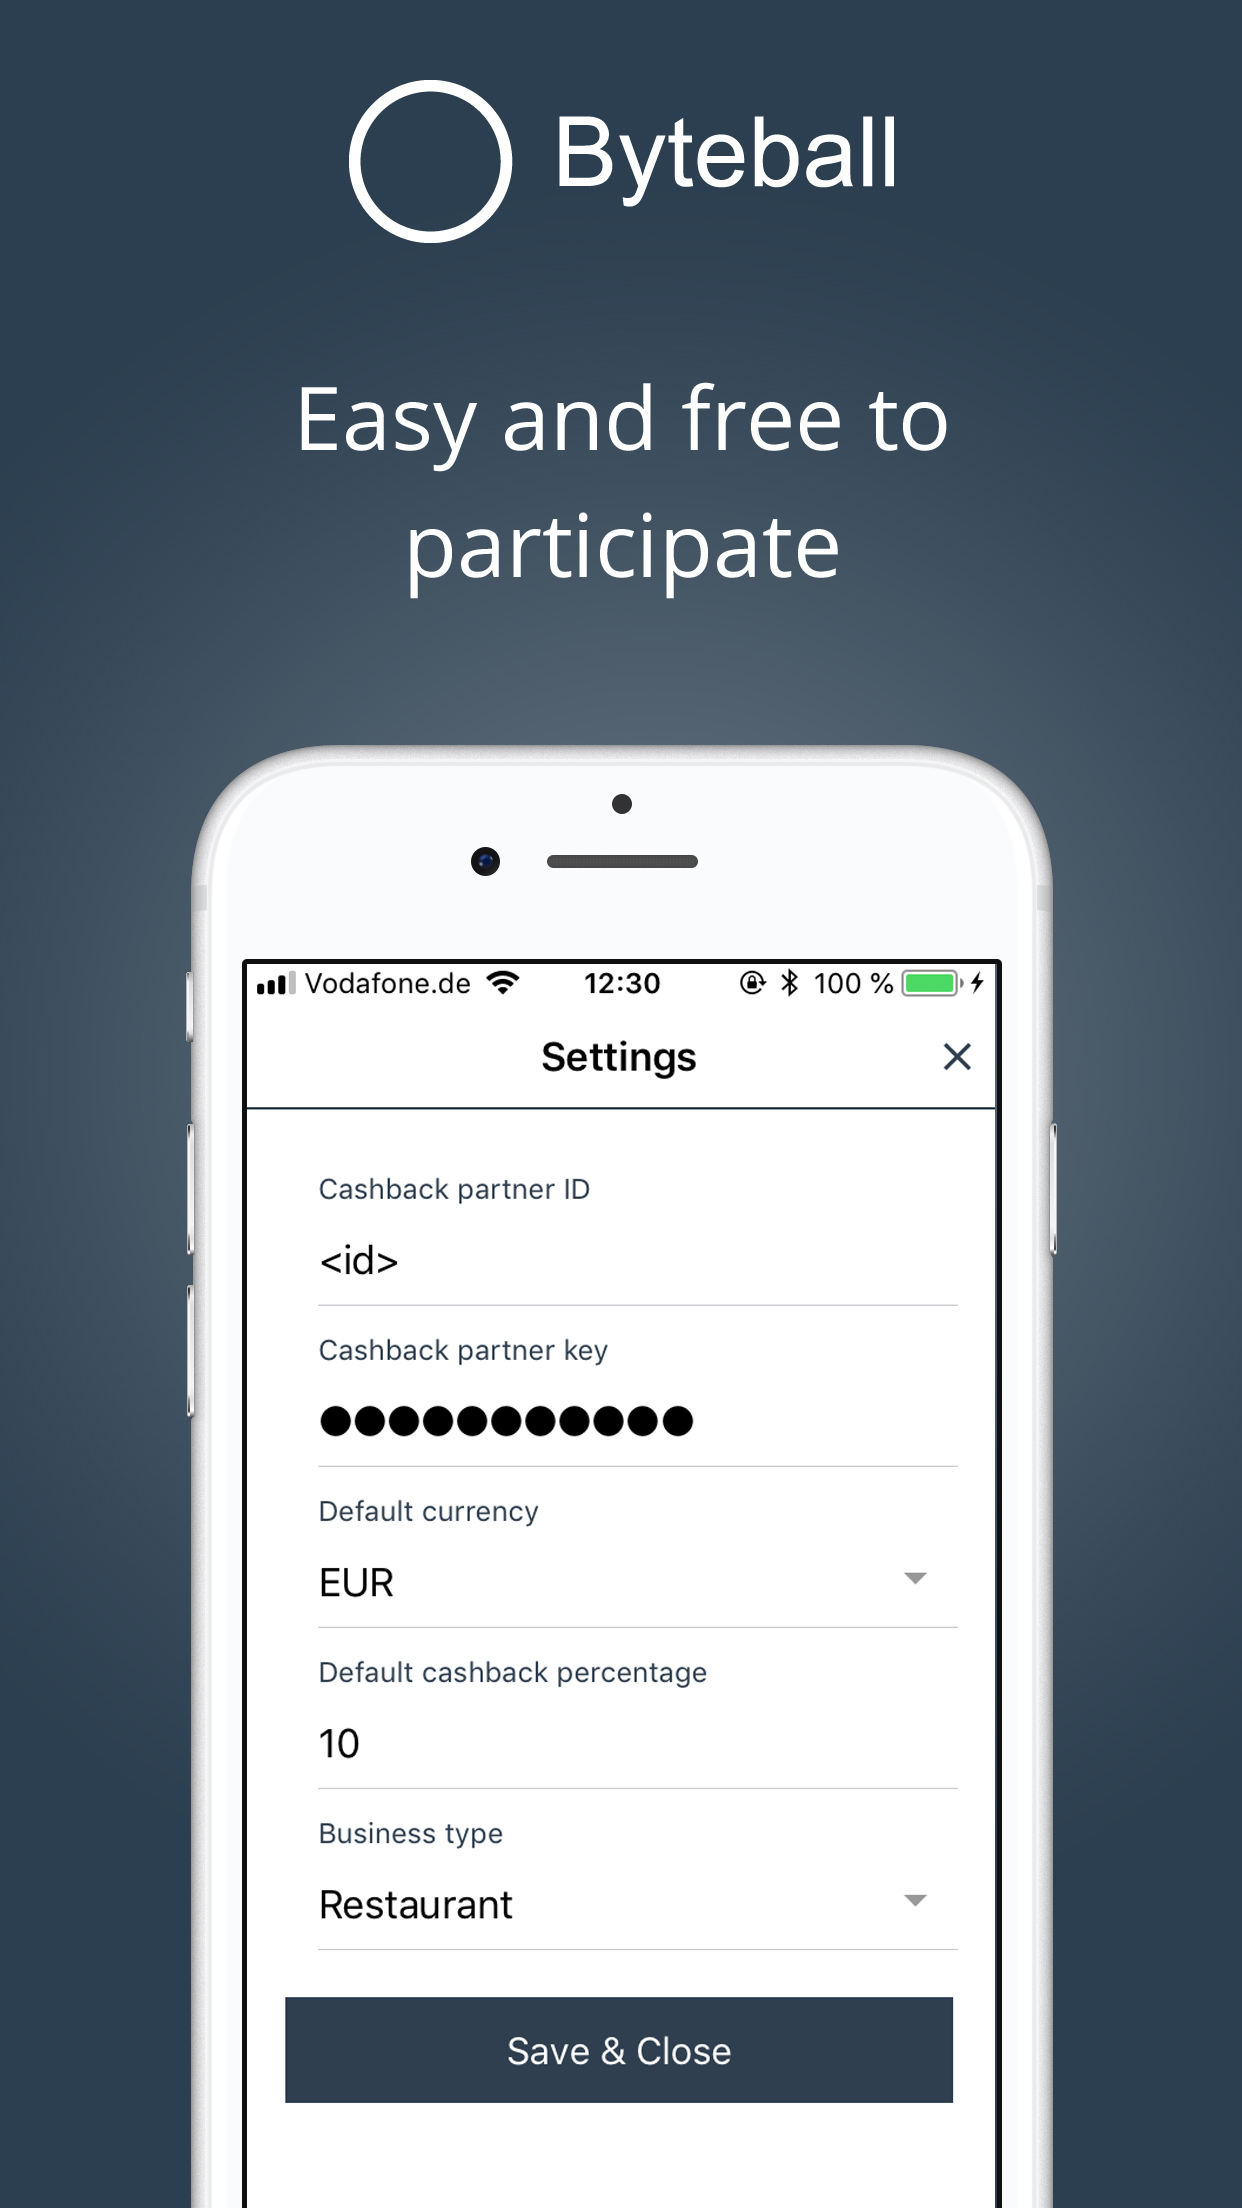 Byteball
Easy and free to
participate
Vodafone.de 12:30 100 %
Settings
Cashback partner ID
<id>
Cashback partner key
●●●●●●●●●●●
Default currency
EUR
Default cashback percentage
10
Business type
Restaurant
Save & Close